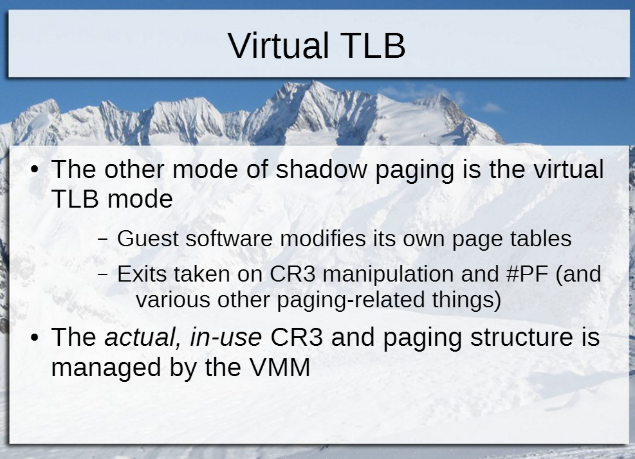 Virtual TLB
• The other mode of shadow paging is the virtual
TLB mode
– Guest software modifies its own page tables
– Exits taken on CR3 manipulation and #PF (and
various other paging-related things)
• The actual, in-use CR3 and paging structure is
managed by the VMM